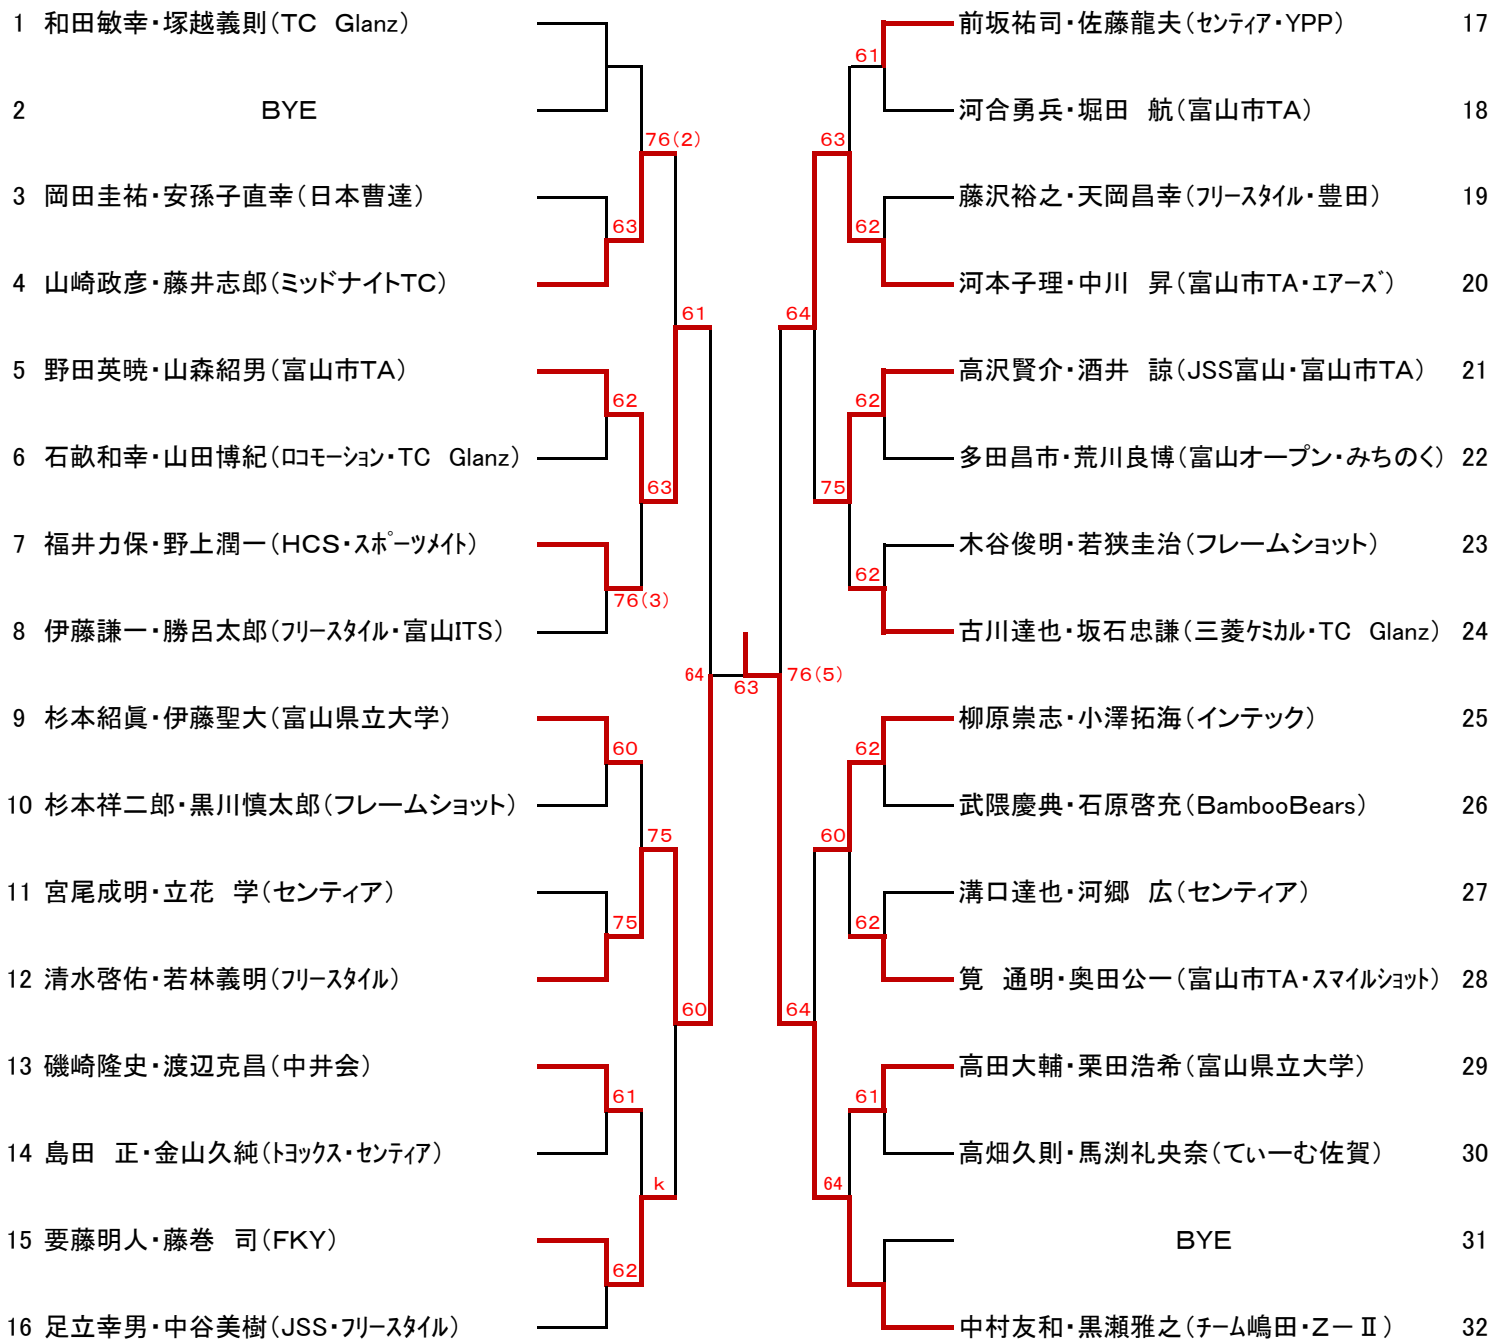 1 和田敏幸・塚越義則(TC Glanz)
2 BYE
76(2)
3 岡田圭祐・安孫子直幸(日本曹達)
63
4 山崎政彦・藤井志郎(ミッドナイトTC)
61
5 野田英暁・山森紹男(富山市TA)
62
6 石畝和幸・山田博紀(ロコモーション・TC Glanz)
63
7 福井力保・野上潤一(HCS・スポーツメイト)
76(3)
8 伊藤謙一・勝呂太郎(フリースタイル・富山ITS)
64
63
9 杉本紹眞・伊藤聖大(富山県立大学)
60
10 杉本祥二郎・黒川慎太郎(フレームショット)
75
11 宮尾成明・立花 学(センティア)
75
12 清水啓佑・若林義明(フリースタイル)
60
13 磯崎隆史・渡辺克昌(中井会)
61
14 島田 正・金山久純(トヨックス・センティア)
k
15 要藤明人・藤巻 司(FKY)
62
16 足立幸男・中谷美樹(JSS・フリースタイル)
前坂祐司・佐藤龍夫(センティア・YPP) 17
61
河合勇兵・堀田 航(富山市TA) 18
63
藤沢裕之・天岡昌幸(フリースタイル・豊田) 19
62
河本子理・中川 昇(富山市TA・エアーズ) 20
64
高沢賢介・酒井 諒(JSS富山・富山市TA) 21
62
多田昌市・荒川良博(富山オープン・みちのく) 22
75
木谷俊明・若狭圭治(フレームショット) 23
62
古川達也・坂石忠謙(三菱ケミカル・TC Glanz) 24
76(5)
柳原崇志・小澤拓海(インテック) 25
62
武隈慶典・石原啓充(BambooBears) 26
60
溝口達也・河郷 広(センティア) 27
62
筧 通明・奥田公一(富山市TA・スマイルショット) 28
64
高田大輔・栗田浩希(富山県立大学) 29
61
高畑久則・馬渕礼央奈(てぃーむ佐賀) 30
64
BYE 31
中村友和・黒瀬雅之(チーム嶋田・Z-Ⅱ) 32